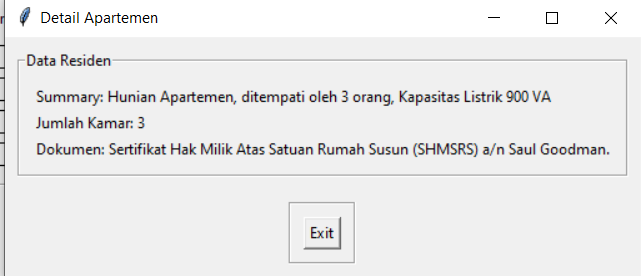 Detail Apartemen
Data Residen
Summary: Hunian Apartemen, ditempati oleh 3 orang, Kapasitas Listrik 900 VA
Jumlah Kamar: 3
Dokumen: Sertifikat Hak Milik Atas Satuan Rumah Susun (SHMSRS) a/n Saul Goodman.
Exit